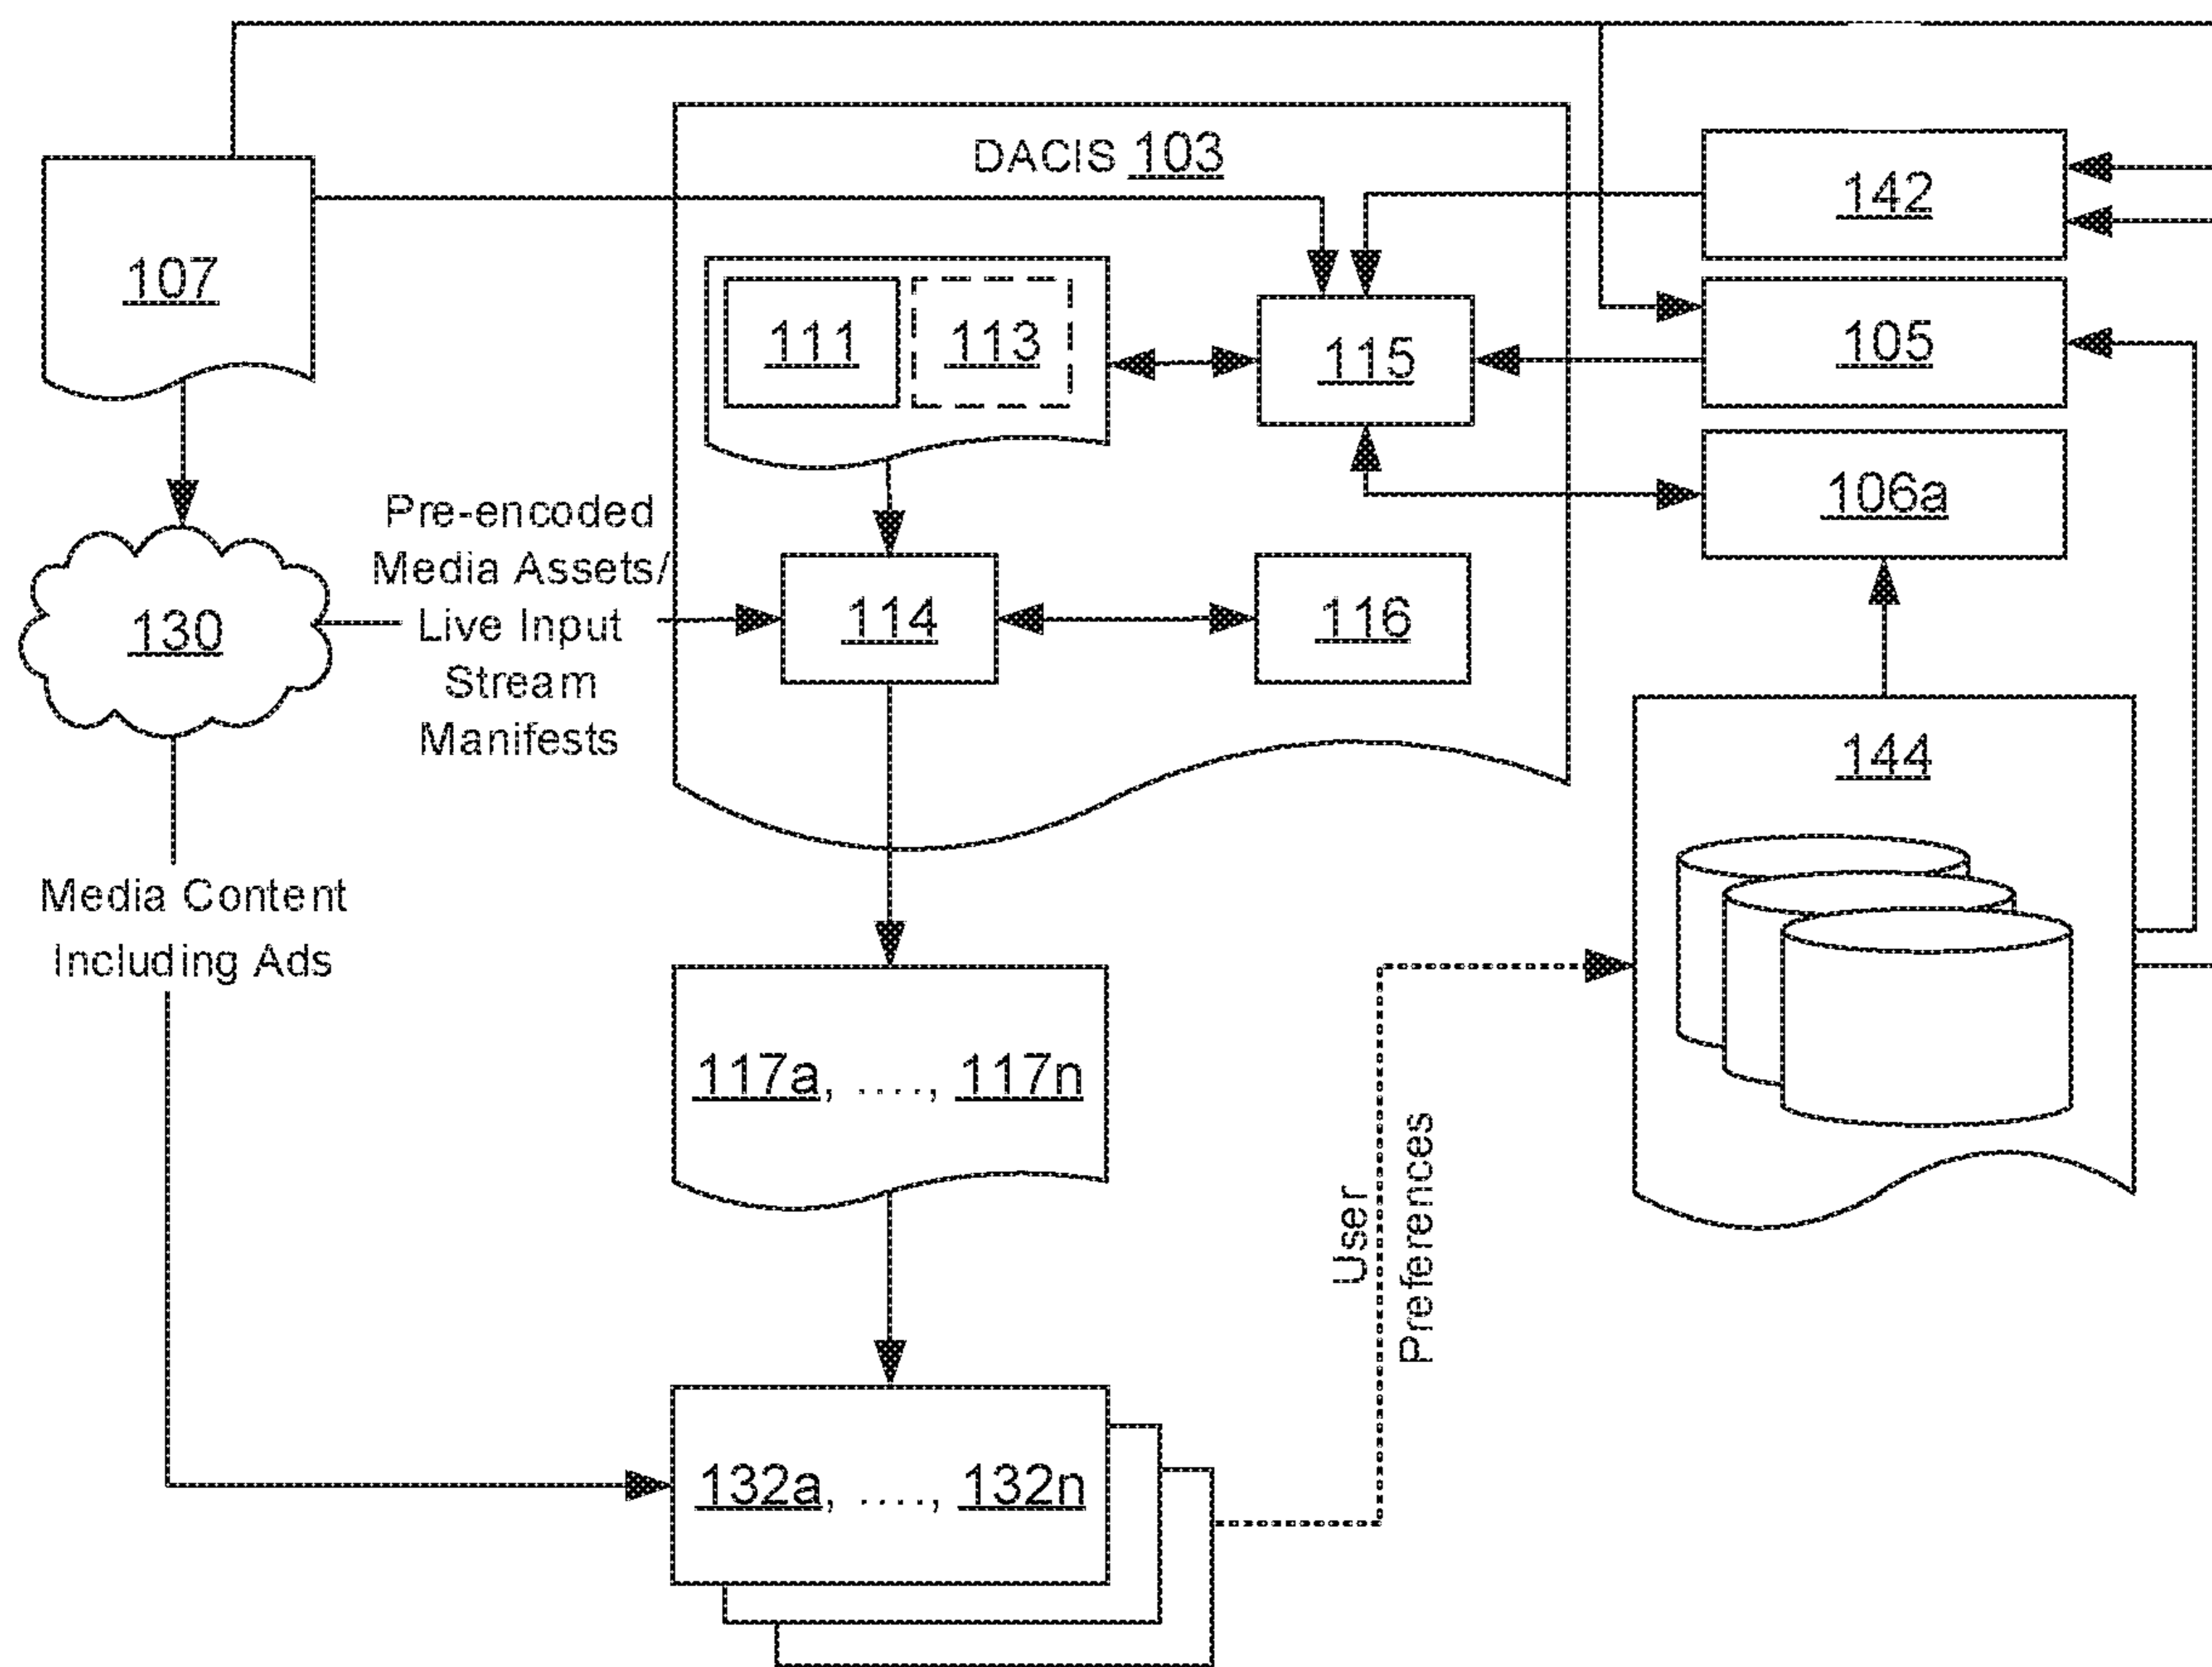 DACIS 103
142
107
111
113
115
105
106a
Pre-encoded
Media Assets/
Live Input
Stream
Manifests
130
114
116
144
Media Content
Including Ads
117a, ...., 117n
User
Preferences
132a, ...., 132n